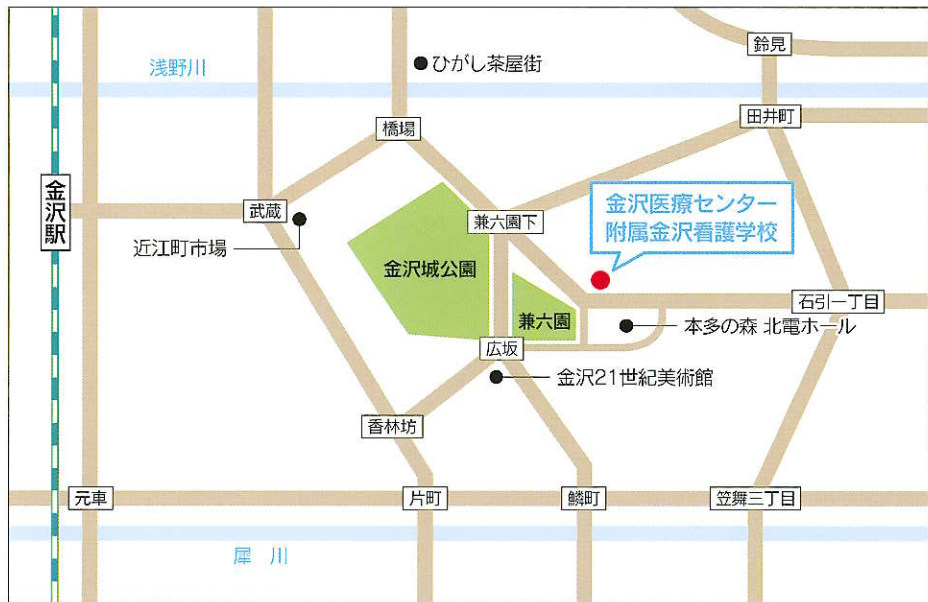 鈴見
ひがし茶屋街
浅野川
田井町
橋場
金沢駅
武蔵
兼六園下
金沢医療センター
附属金沢看護学校
近江町市場
金沢城公園
石引一丁目
兼六園
本多の森 北電ホール
広坂
金沢21世紀美術館
香林坊
元車
片町
鱗町
笠舞三丁目
犀 川